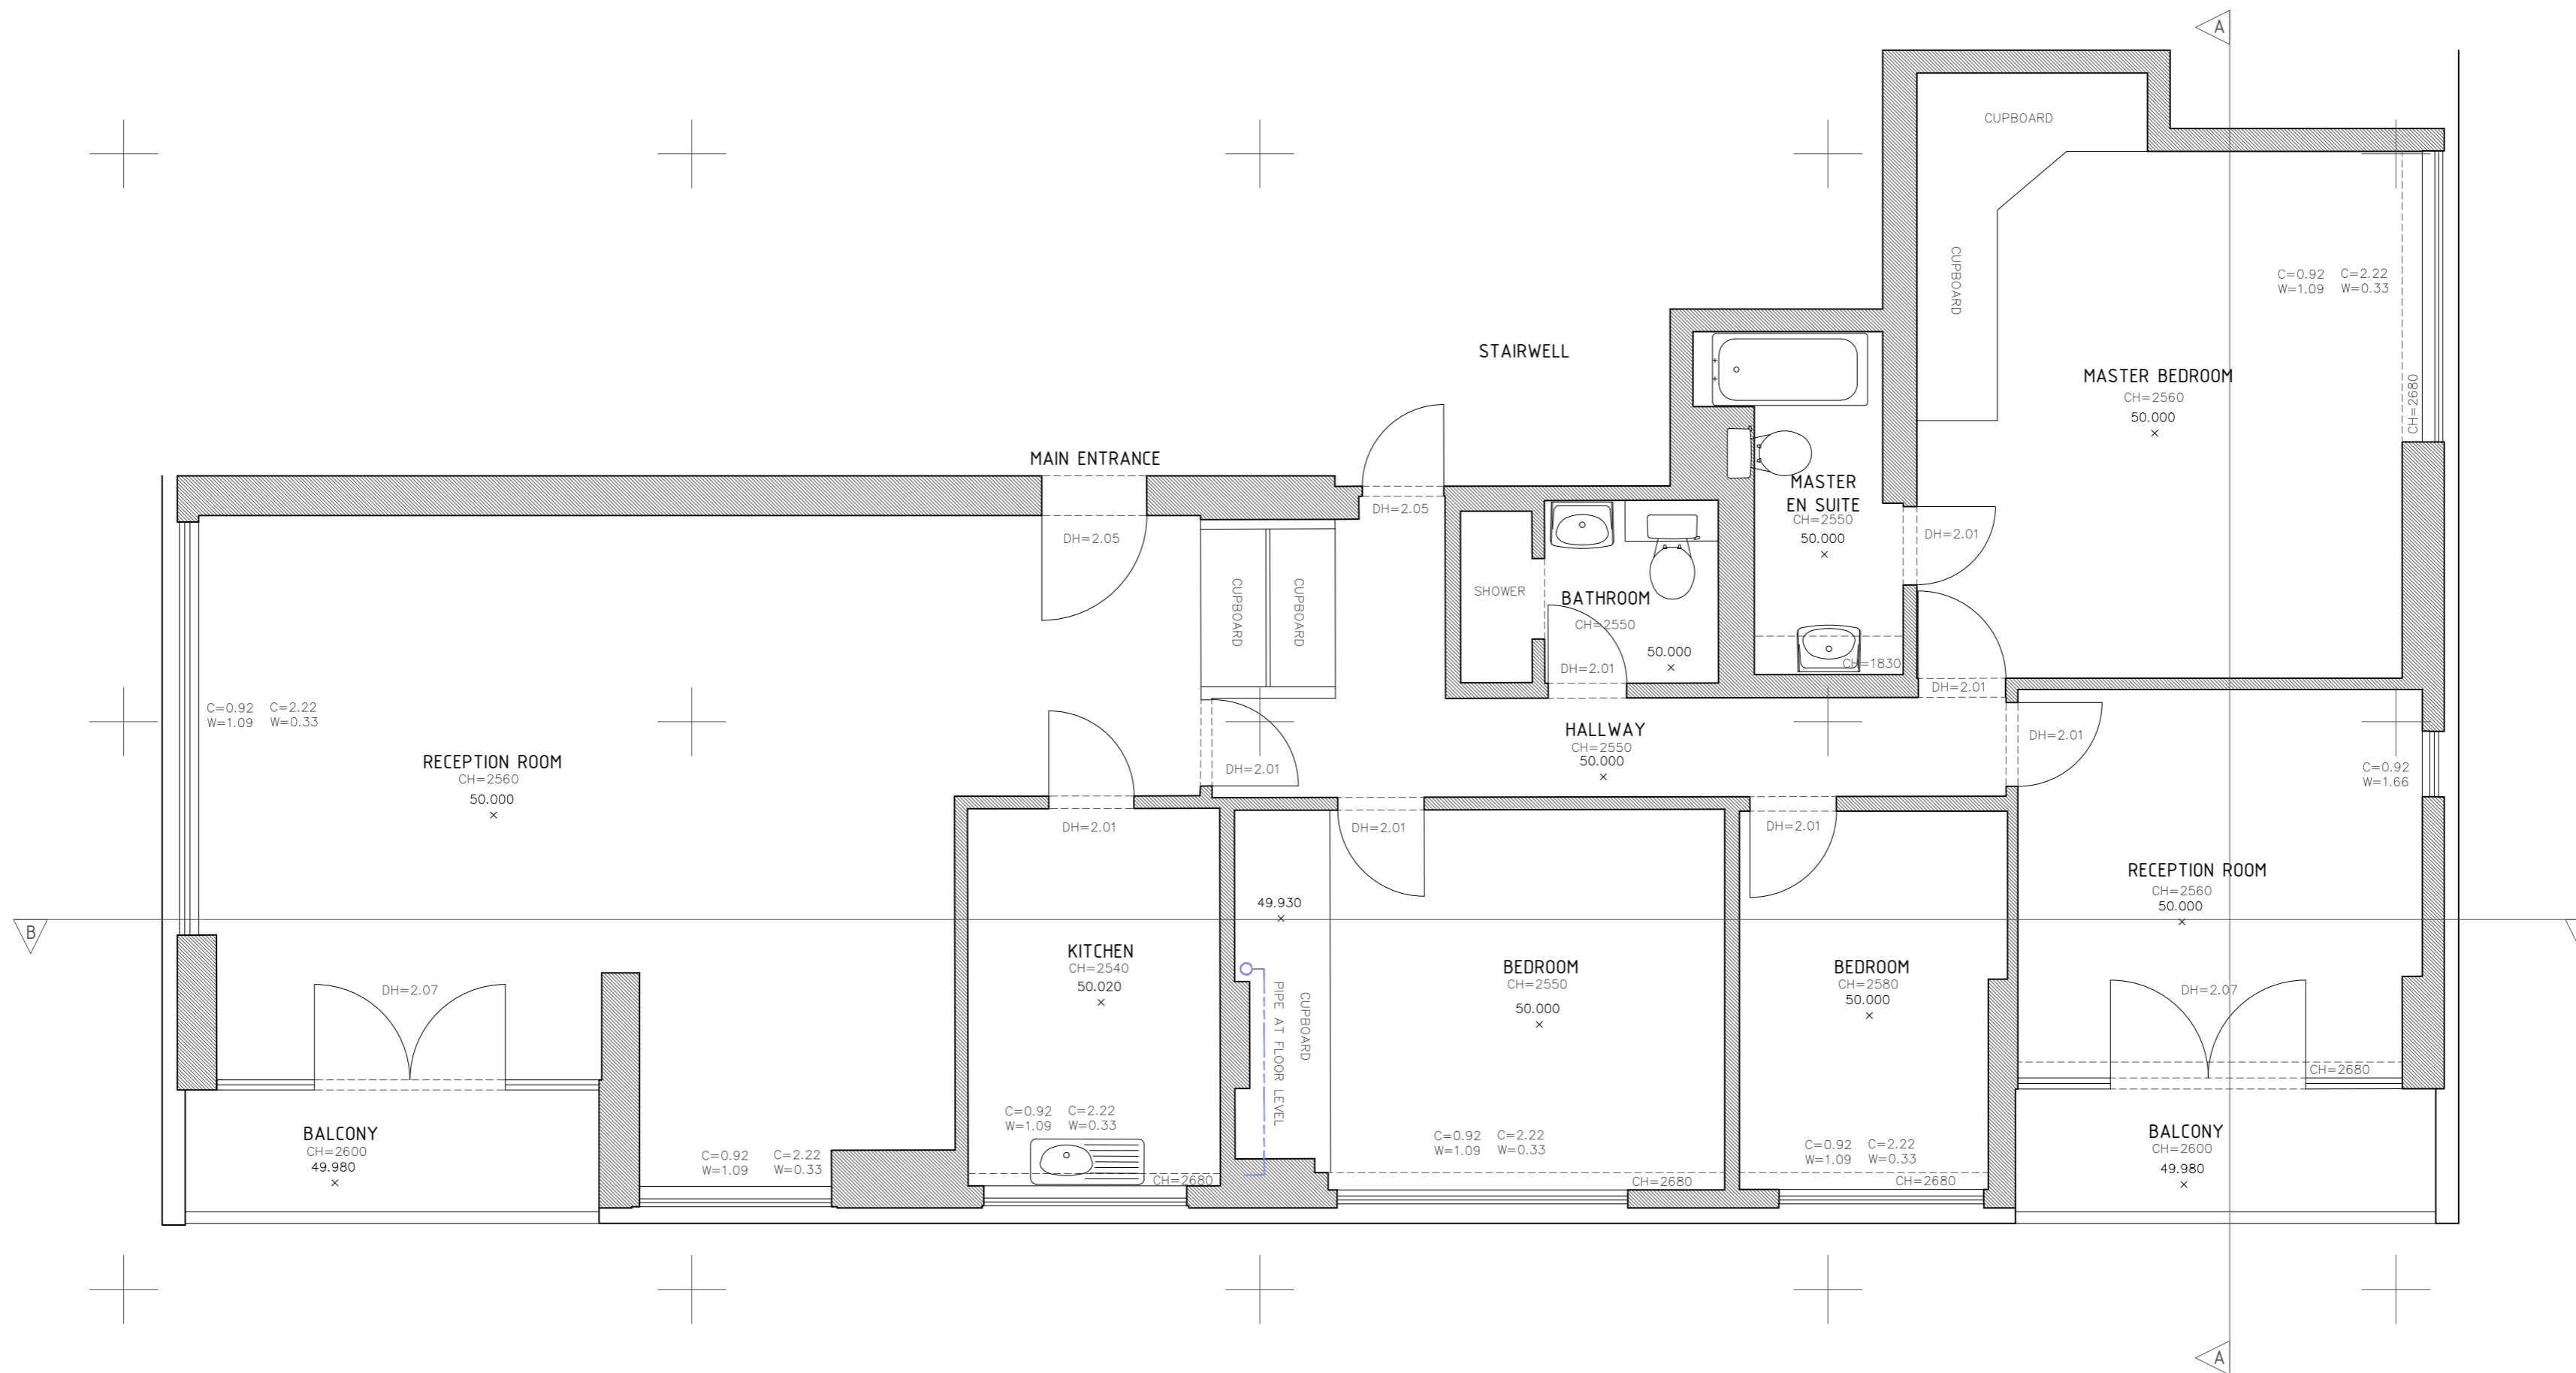 A
CUPBOARD
CUPBOARD
C=0.92 C=2.22
W=1.09 W=0.33
STAIRWELL
MASTER BEDROOM
CH=2560
50.000
CH=2680
MAIN ENTRANCE
DH=2.05
DH=2.05
MASTER
EN SUITE
CH=2550
50.000
DH=2.01
CUPBOARD
CUPBOARD
SHOWER
BATHROOM
CH=2550
50.000
DH=2.01
CH=1830
DH=2.01
C=0.92 C=2.22
W=1.09 W=0.33
RECEPTION ROOM
CH=2560
50.000
DH=2.01
HALLWAY
CH=2550
50.000
DH=2.01
C=0.92
W=1.66
DH=2.01
DH=2.01
DH=2.01
RECEPTION ROOM
CH=2560
50.000
49.930
B
KITCHEN
CH=2540
50.020
BEDROOM
CH=2550
50.000
BEDROOM
CH=2580
50.000
DH=2.07
DH=2.07
PIPE AT FLOOR LEVEL
CUPBOARD
CH=2680
C=0.92 C=2.22
W=1.09 W=0.33
BALCONY
CH=2600
49.980
C=0.92 C=2.22
W=1.09 W=0.33
CH=2680
C=0.92 C=2.22
W=1.09 W=0.33
CH=2680
C=0.92 C=2.22
W=1.09 W=0.33
CH=2680
BALCONY
CH=2600
49.980
A